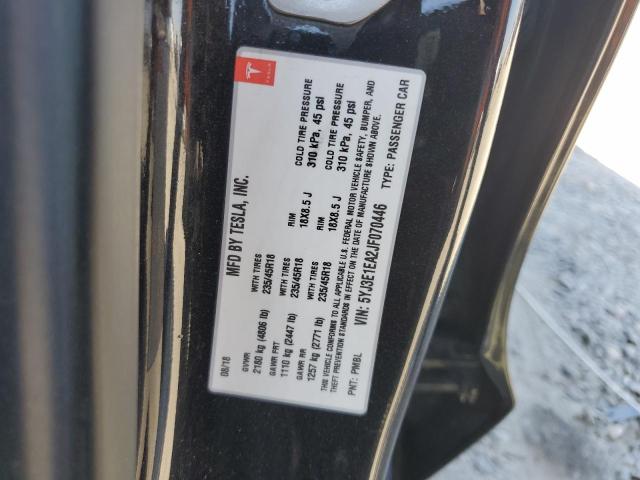 TESLA
MFD BY TESLA, INC.
08/18
GVWR TIRES RIM COLD TIRE PRESSURE
2180 kg (4806 lb) 235/45R18 18X8.5 J 310 kPa, 45 psi
GAWR FRT WITH TIRES RIM COLD TIRE PRESSURE
1110 kg (2447 lb) 235/45R18 18X8.5 J 310 kPa, 45 psi
GAWR RR WITH TIRES
1257 kg (2771 lb) 235/45R18
THIS VEHICLE CONFORMS TO ALL APPLICABLE U.S. FEDERAL MOTOR VEHICLE SAFETY, BUMPER, AND
THEFT PREVENTION STANDARDS IN EFFECT ON THE DATE OF MANUFACTURE SHOWN ABOVE.
VIN: 5YJ3E1EA2JF070446 TYPE: PASSENGER CAR
PNT: PMBL